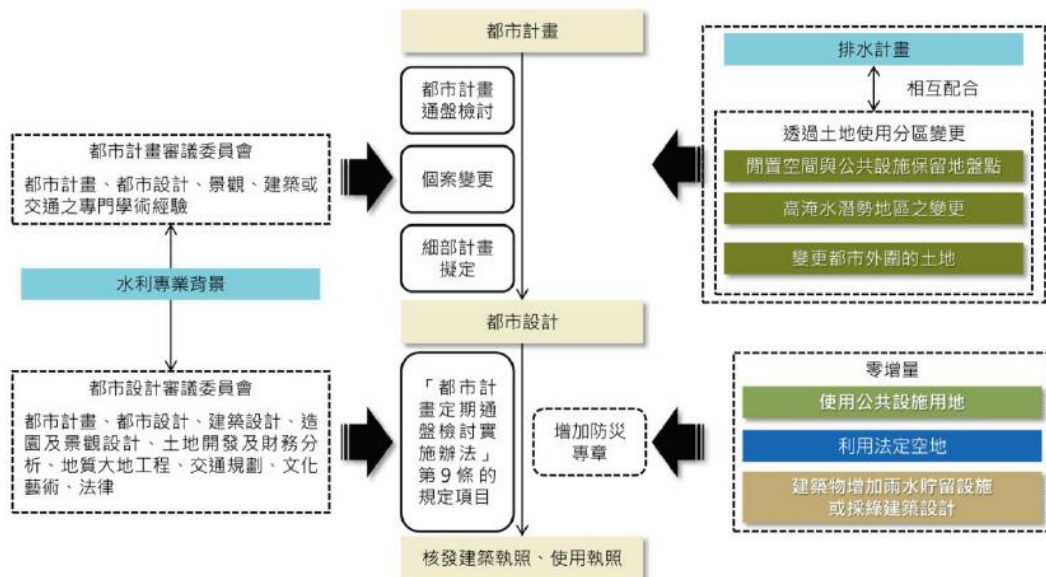 都市計畫
都市計畫
通盤檢討
個案變更
細部計畫
擬定
都市設計
「都市計
畫定期通
盤檢討實
施辦法」
第9條的
規定項目
增加防災
專章
核發建築執照、使用執照
都市計畫審議委員會
都市計畫、都市設計、景觀、建築或
交通之專門學術經驗
水利專業背景
都市設計審議委員會
都市計畫、都市設計、建築設計、造
園及景觀設計、土地開發及財務分
析、地質大地工程、交通規劃、文化
藝術、法律
排水計畫
相互配合
透過土地使用分區變更
閒置空間與公共設施保留地盤點
高淹水潛勢地區之變更
變更都市外圍的土地
零增量
使用公共設施用地
利用法定空地
建築物增加雨水貯留設施
或採綠建築設計